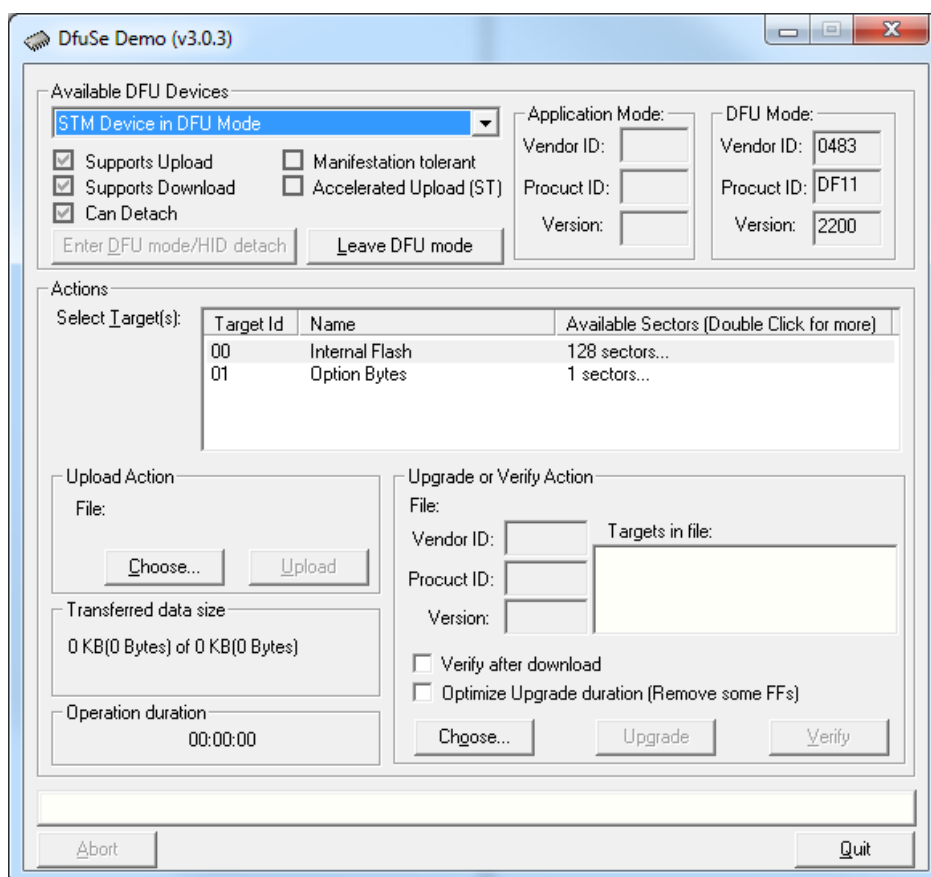 DfuSe Demo (v3.0.3)
Available DFU Devices
STM Device in DFU Mode
Supports Upload
Manifestation tolerant
Supports Download
Accelerated Upload (ST)
Can Detach
Enter DFU mode/HID detach
Leave DFU mode
Application Mode:
Vendor ID:
Procuct ID:
Version:
DFU Mode:
Vendor ID: 0483
Procuct ID: DF11
Version: 2200
Actions
Select Target(s):
Target Id Name Available Sectors (Double Click for more)
00 Internal Flash 128 sectors...
01 Option Bytes 1 sectors...
Upload Action
File:
Choose... Upload
Transferred data size
0 KB(0 Bytes) of 0 KB(0 Bytes)
Operation duration
00:00:00
Upgrade or Verify Action
File:
Vendor ID:
Procuct ID:
Version:
Targets in file:
Verify after download
Optimize Upgrade duration (Remove some FFs)
Choose... Upgrade Verify
Abort Quit